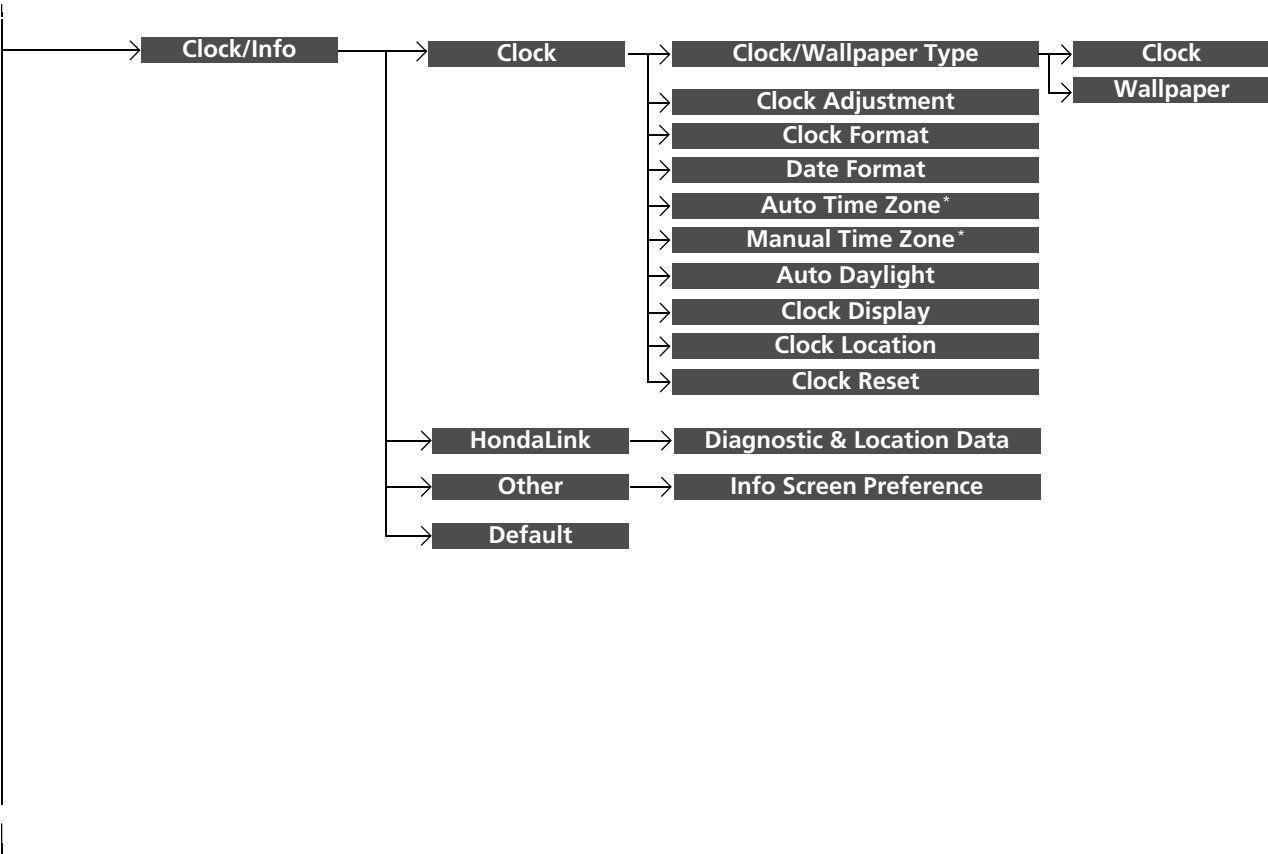 Clock/Info
Clock
Clock/Wallpaper Type
Clock
Wallpaper
Clock Adjustment
Clock Format
Date Format
Auto Time Zone*
Manual Time Zone*
Auto Daylight
Clock Display
Clock Location
Clock Reset
HondaLink
Diagnostic & Location Data
Other
Info Screen Preference
Default